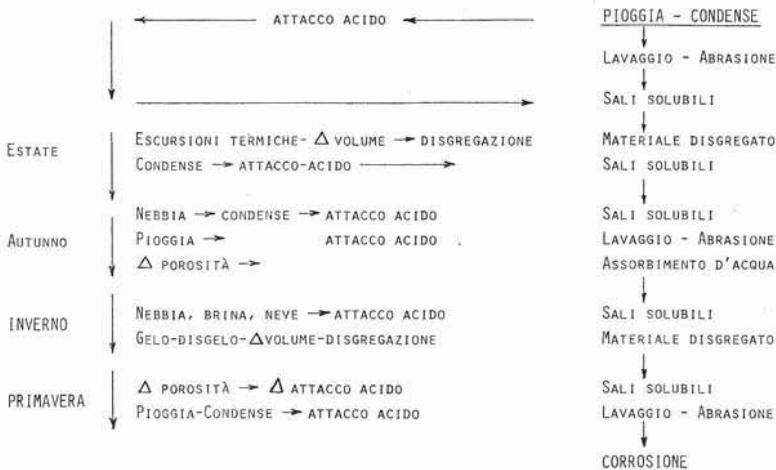 ATTACCO ACIDO PIOGGIA - CONDENSE
LAVAGGIO - ABRASIONE
SALI SOLUBILI
ESTATE
ESCURSIONI TERMICHE- Δ VOLUME → DISGREGAZIONE MATERIALE DISGREGATO
CONDENSE → ATTACCO-ACIDO → SALI SOLUBILI
AUTUNNO
NEBBIA → CONDENSE → ATTACCO ACIDO SALI SOLUBILI
PIOGGIA → ATTACCO ACIDO LAVAGGIO - ABRASIONE
Δ POROSITÀ → ASSORBIMENTO D'ACQUA
INVERNO
NEBBIA, BRINA, NEVE → ATTACCO ACIDO SALI SOLUBILI
GELO-DISGELO-ΔVOLUME-DISGREGAZIONE MATERIALE DISGREGATO
PRIMAVERA
Δ POROSITÀ → Δ ATTACCO ACIDO SALI SOLUBILI
PIOGGIA-CONDENSE → ATTACCO ACIDO LAVAGGIO - ABRASIONE
CORROSIONE